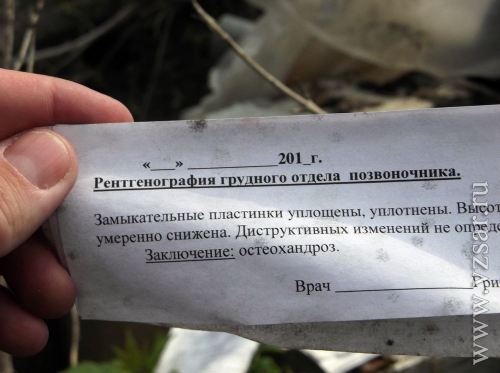 «___» ____________201_г.
Рентгенография грудного отдела позвоночника.
Замыкательные пластинки уплощены, уплотнены.
умеренно снижена. Диструктивных изменений не
Заключение: остеохандроз.
Врач ________________
www.vzsar.ru